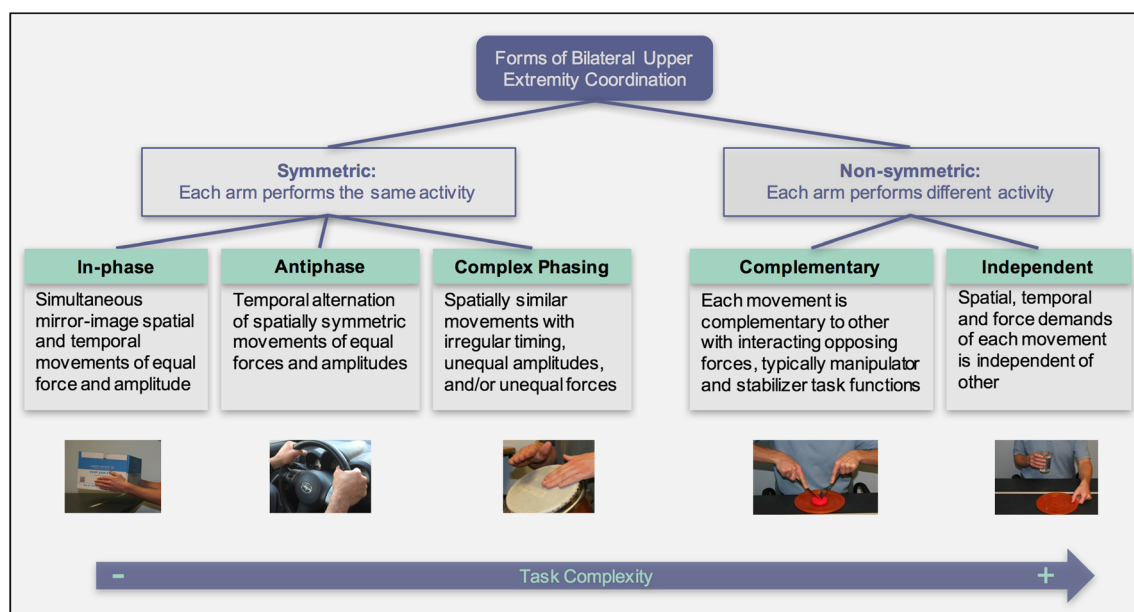 Forms of Bilateral Upper
Extremity Coordination
Symmetric:
Each arm performs the same activity
Non-symmetric:
Each arm performs different activity
In-phase
Simultaneous
mirror-image spatial
and temporal
movements of equal
force and amplitude
Antiphase
Temporal alternation
of spatially symmetric
movements of equal
forces and amplitudes
Complex Phasing
Spatially similar
movements with
irregular timing,
unequal amplitudes,
and/or unequal forces
Complementary
Each movement is
complementary to other
with interacting opposing
forces, typically manipulator
and stabilizer task functions
Independent
Spatial, temporal
and force demands
of each movement
is independent of
other
- Task Complexity +